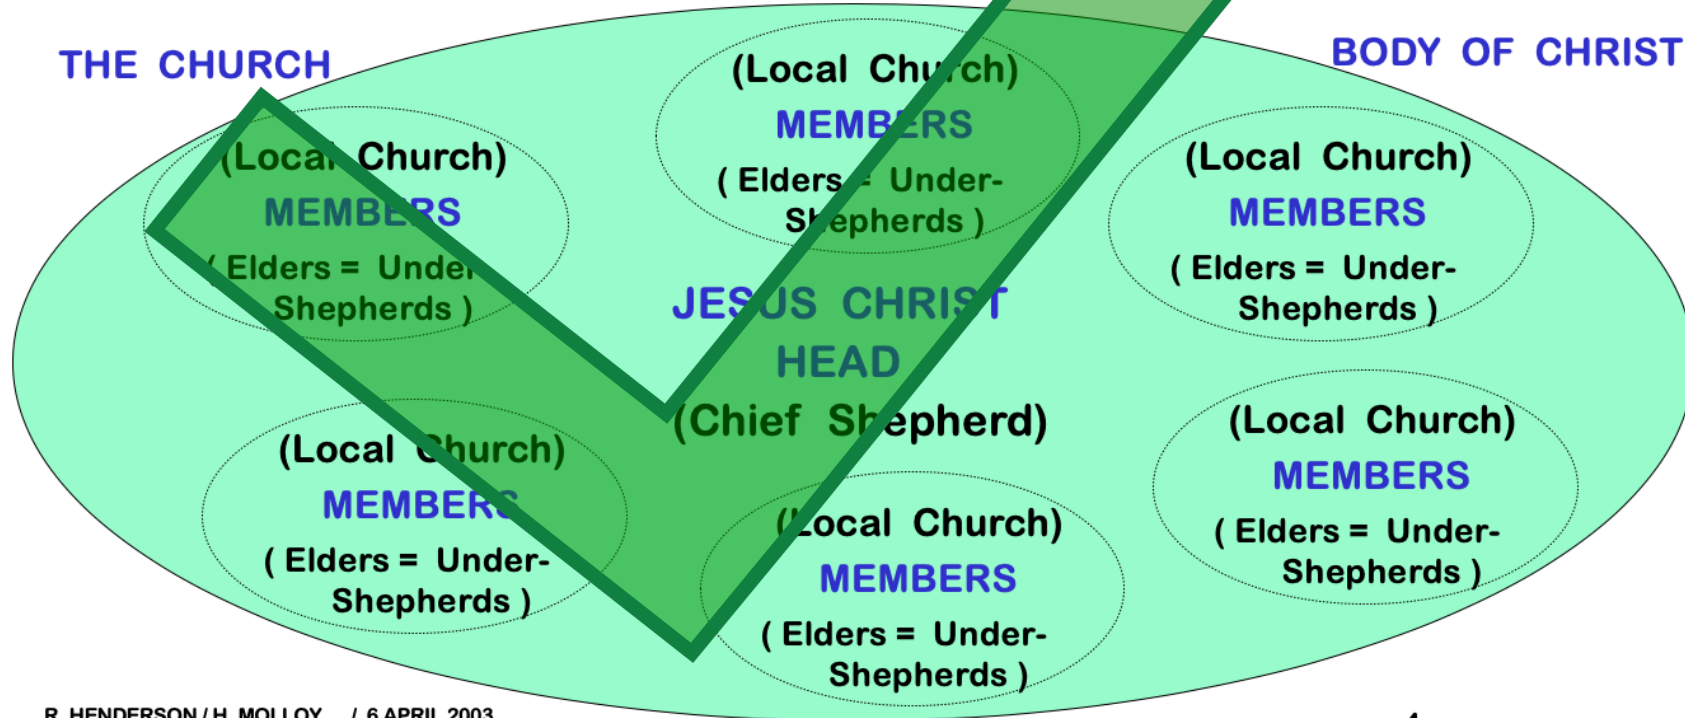 THE CHURCH
BODY OF CHRIST
(Local Church)
MEMBERS
( Elders = Under-
Shepherds )
(Local Church)
MEMBERS
( Elders = Under-
Shepherds )
(Local Church)
MEMBERS
( Elders = Under-
Shepherds )
JESUS CHRIST
HEAD
(Chief Shepherd)
(Local Church)
MEMBERS
( Elders = Under-
Shepherds )
(Local Church)
MEMBERS
( Elders = Under-
Shepherds )
(Local Church)
MEMBERS
( Elders = Under-
Shepherds )
R. HENDERSON / H. MOLLOY / 6 APRIL 2003